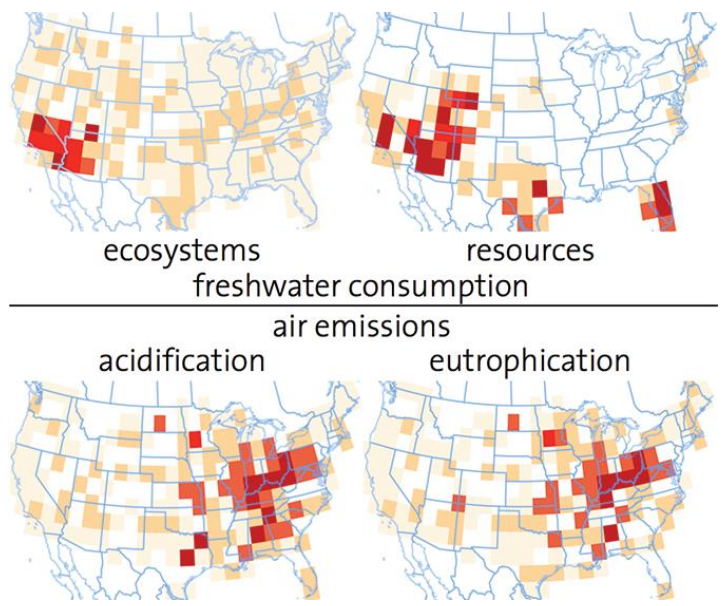 ecosystems resources
freshwater consumption
air emissions
acidification eutrophication